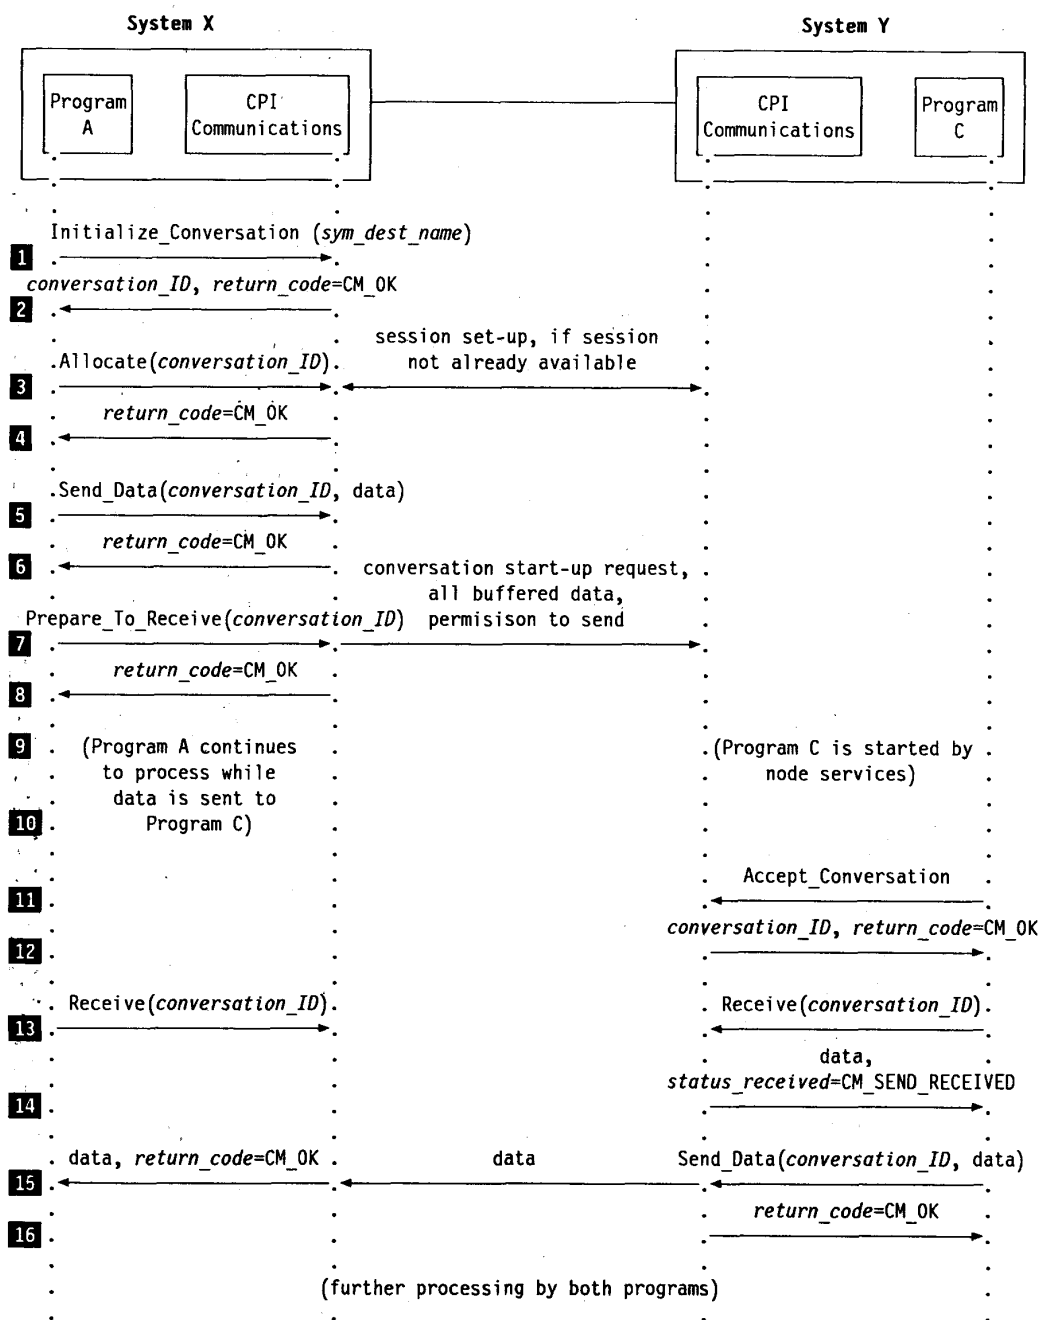 System X
System Y
Program
A
CPI
Communications
CPI
Communications
Program
C
Initialize_Conversation (sym_dest_name)
1
conversation_ID, return_code=CM_OK
2
session set-up, if session
not already available
Allocate(conversation_ID)
3
return_code=CM_OK
4
Send_Data(conversation_ID, data)
5
return_code=CM_OK
6
conversation start-up request,
all buffered data,
permisison to send
Prepare_To_Receive(conversation_ID)
7
return_code=CM_OK
8
9
(Program A continues
to process while
data is sent to
Program C)
(Program C is started by
node services)
10
Accept_Conversation
11
conversation_ID, return_code=CM_OK
12
Receive(conversation_ID)
Receive(conversation_ID)
13
data,
status_received=CM_SEND_RECEIVED
14
data, return_code=CM_OK
data
Send_Data(conversation_ID, data)
15
return_code=CM_OK
16
(further processing by both programs)